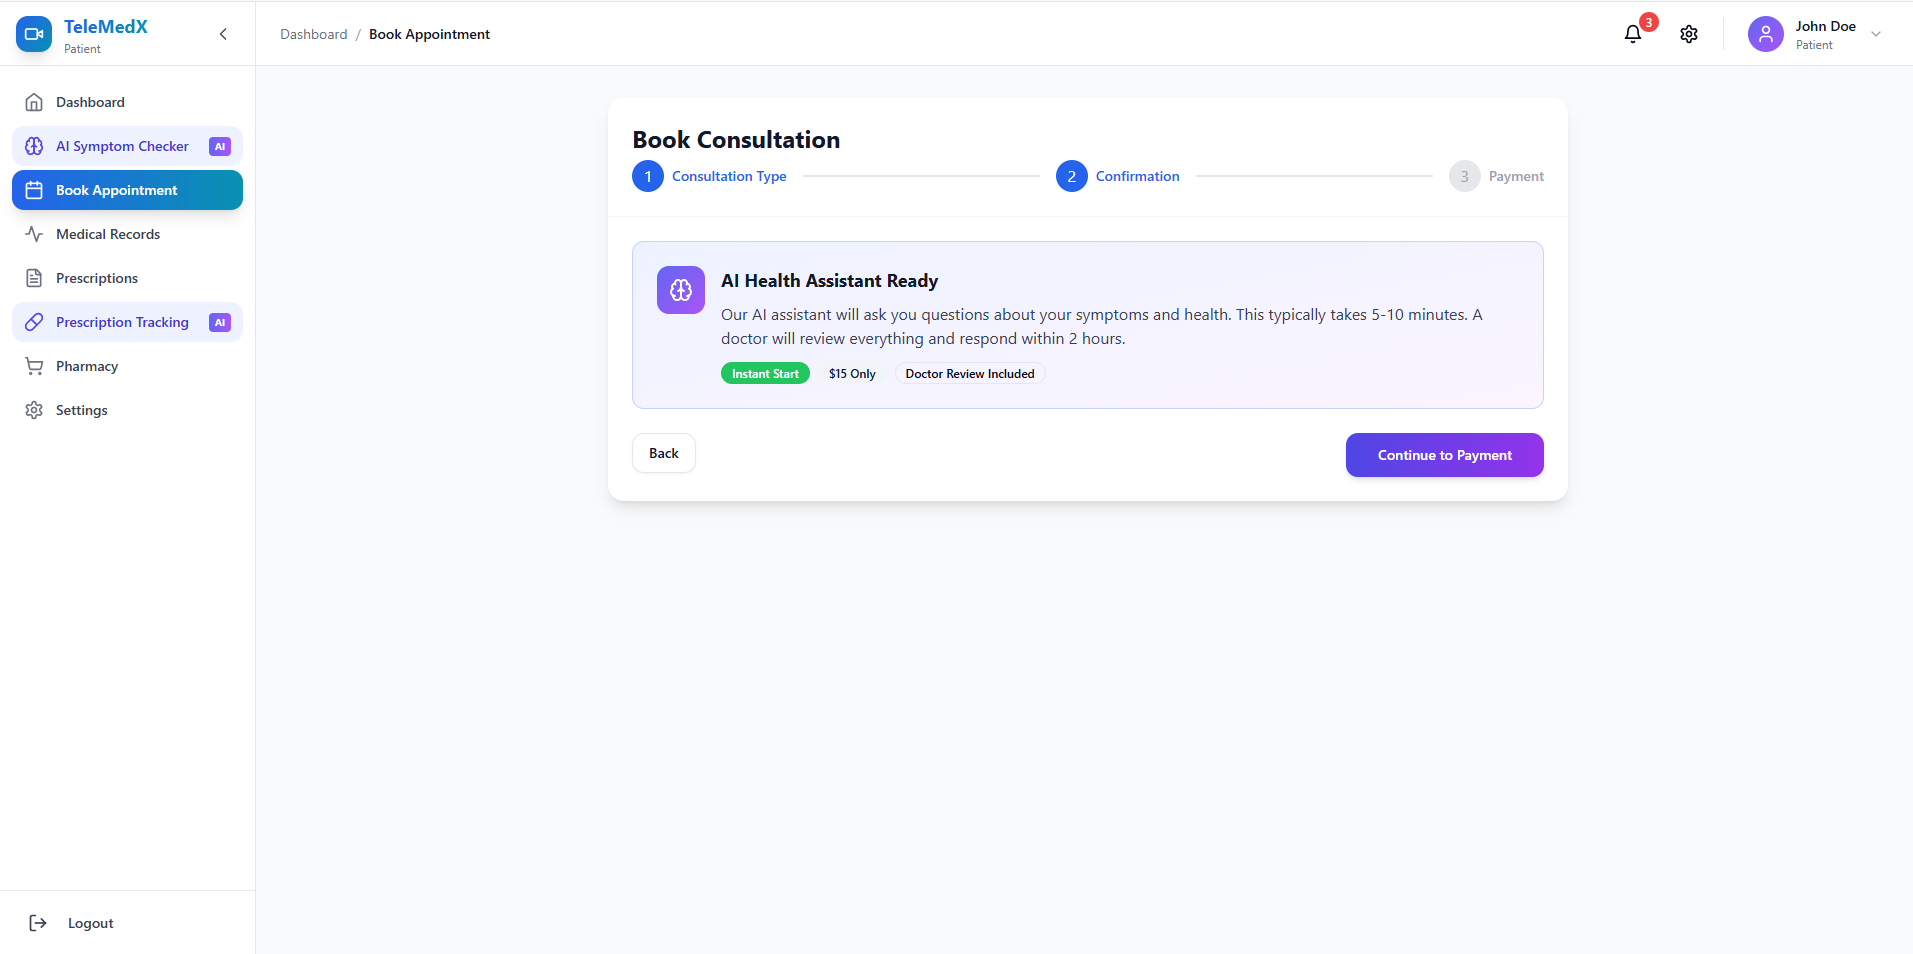 TeleMedX
Patient
Dashboard / Book Appointment
3
John Doe
Patient
Dashboard
AI Symptom Checker AI
Book Appointment
Medical Records
Prescriptions
Prescription Tracking AI
Pharmacy
Settings
Logout
Book Consultation
1 Consultation Type 2 Confirmation 3 Payment
AI Health Assistant Ready
Our AI assistant will ask you questions about your symptoms and health. This typically takes 5-10 minutes. A
doctor will review everything and respond within 2 hours.
Instant Start $15 Only Doctor Review Included
Back Continue to Payment